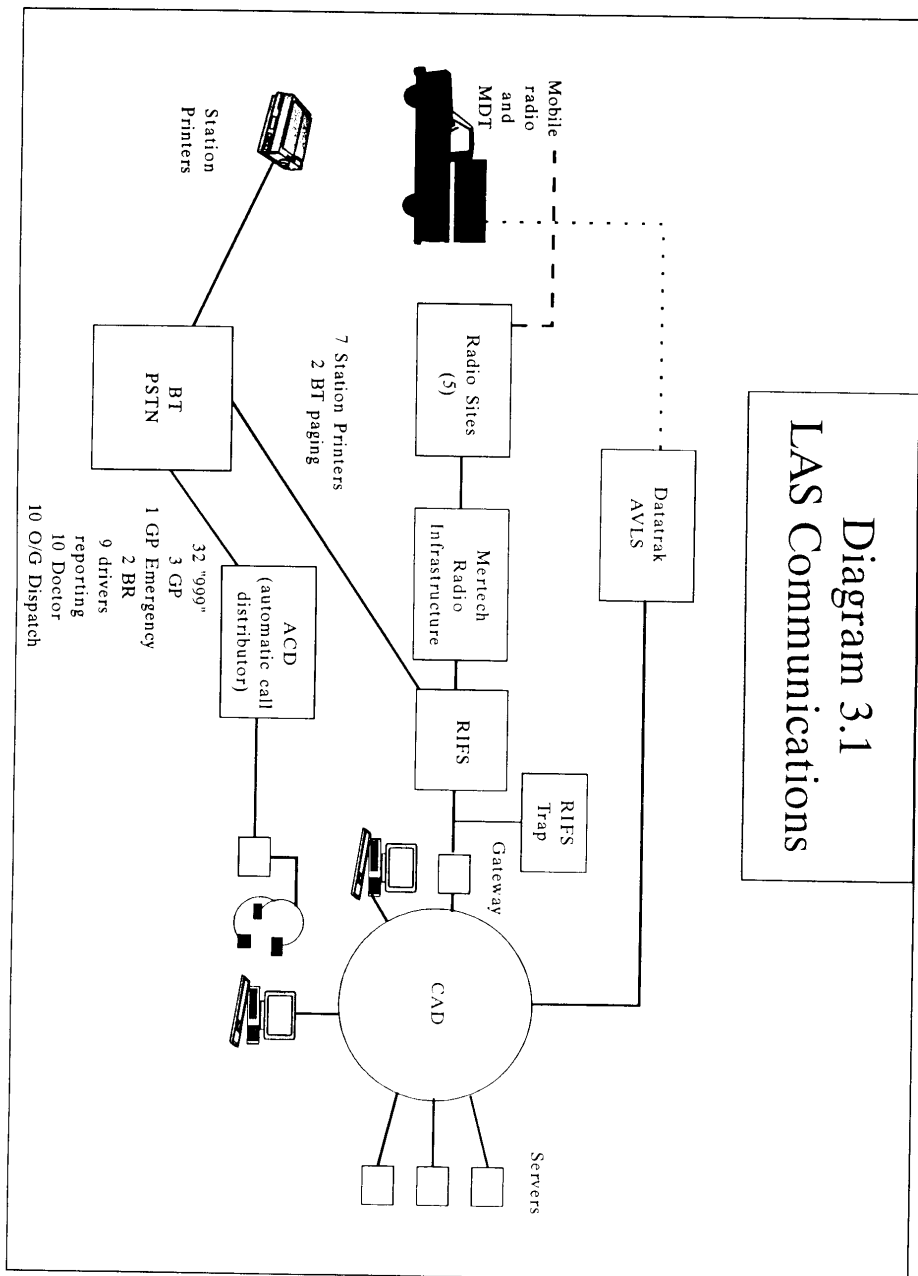 Diagram 3.1
LAS Communications
Datatrak
AVLS
Mobile
radio
and
MDT
Radio Sites
(5)
Mertech
Radio
Infrastructure
RIFS
RIFS
Trap
Gateway
CAD
Servers
Station
Printers
7 Station Printers
2 BT paging
BT
PSTN
ACD
(automatic call
distributor)
32 "999"
3 GP
1 GP Emergency
2 BR
9 drivers
reporting
10 Doctor
10 O/G Dispatch